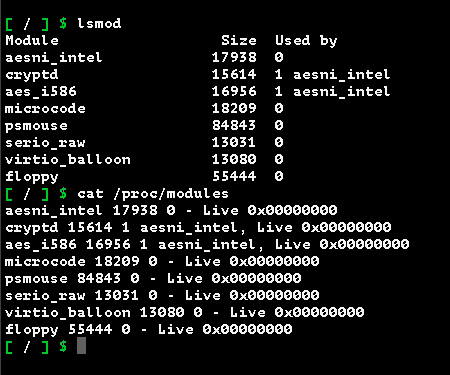 [ / ] $ lsmod
Module                  Size  Used by
aesni_intel            17938  0
cryptd                 15614  1 aesni_intel
aes_i586               16956  1 aesni_intel
microcode              18209  0
psmouse                84843  0
serio_raw              13031  0
virtio_balloon         13080  0
floppy                 55444  0
[ / ] $ cat /proc/modules
aesni_intel 17938 0 - Live 0x00000000
cryptd 15614 1 aesni_intel, Live 0x00000000
aes_i586 16956 1 aesni_intel, Live 0x00000000
microcode 18209 0 - Live 0x00000000
psmouse 84843 0 - Live 0x00000000
serio_raw 13031 0 - Live 0x00000000
virtio_balloon 13080 0 - Live 0x00000000
floppy 55444 0 - Live 0x00000000
[ / ] $